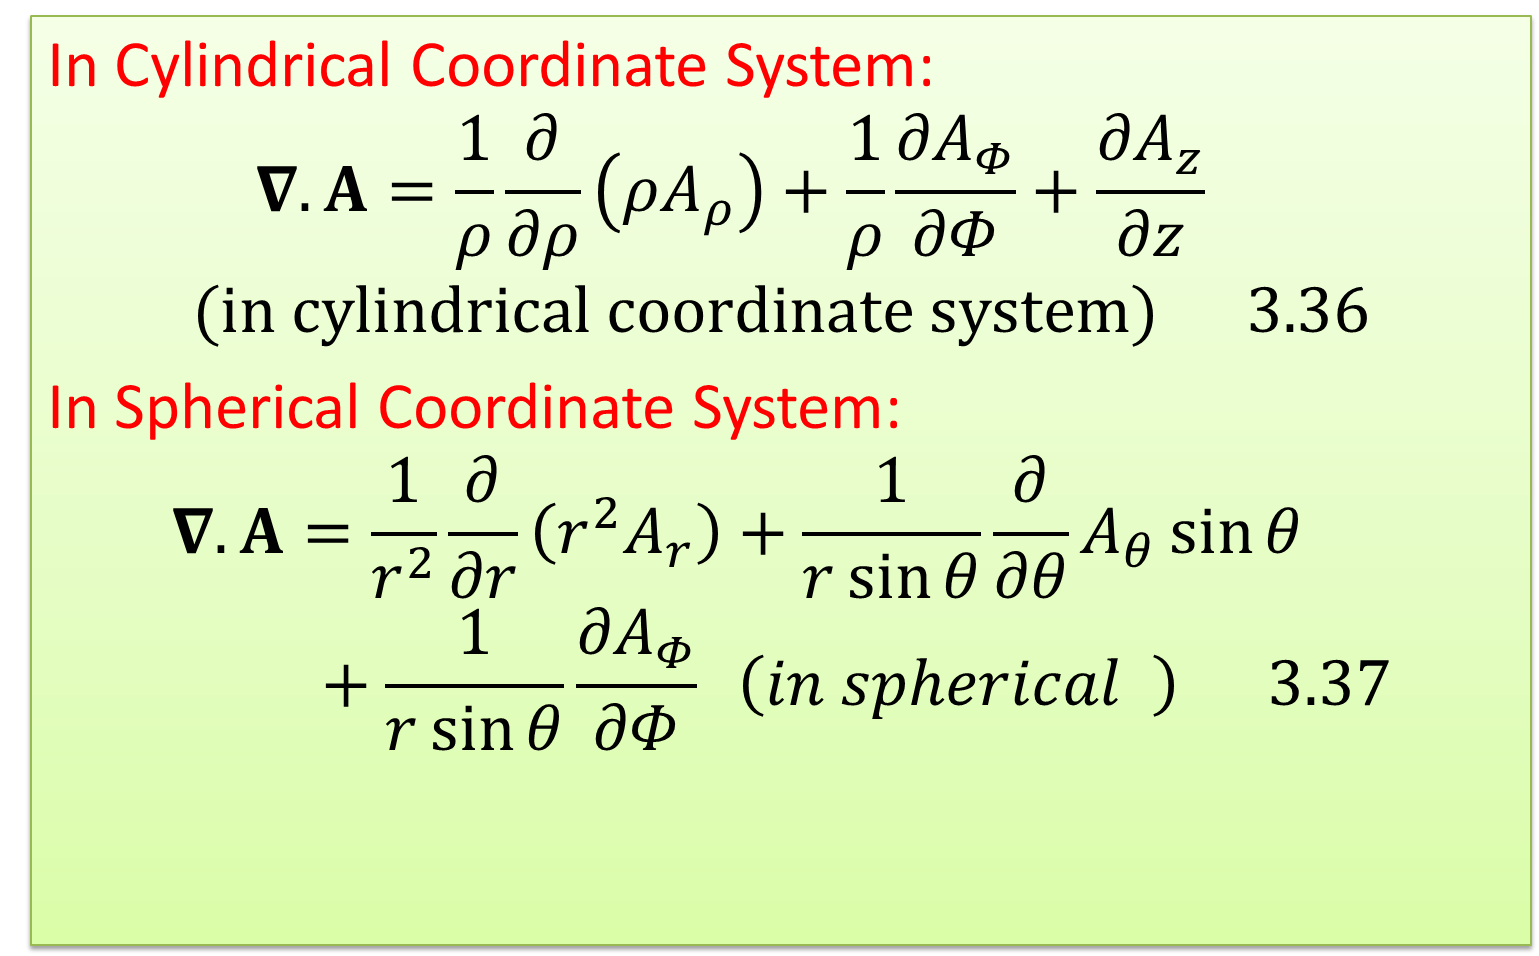 In Cylindrical Coordinate System:
𝛁. 𝐀 = 1/ρ ∂/∂ρ (ρA_ρ) + 1/ρ ∂A_Φ/∂Φ + ∂A_z/∂z
(in cylindrical coordinate system) 3.36
In Spherical Coordinate System:
𝛁. 𝐀 = 1/r² ∂/∂r (r²A_r) + 1/(r sin θ) ∂/∂θ A_θ sin θ
+ 1/(r sin θ) ∂A_Φ/∂Φ (in spherical ) 3.37